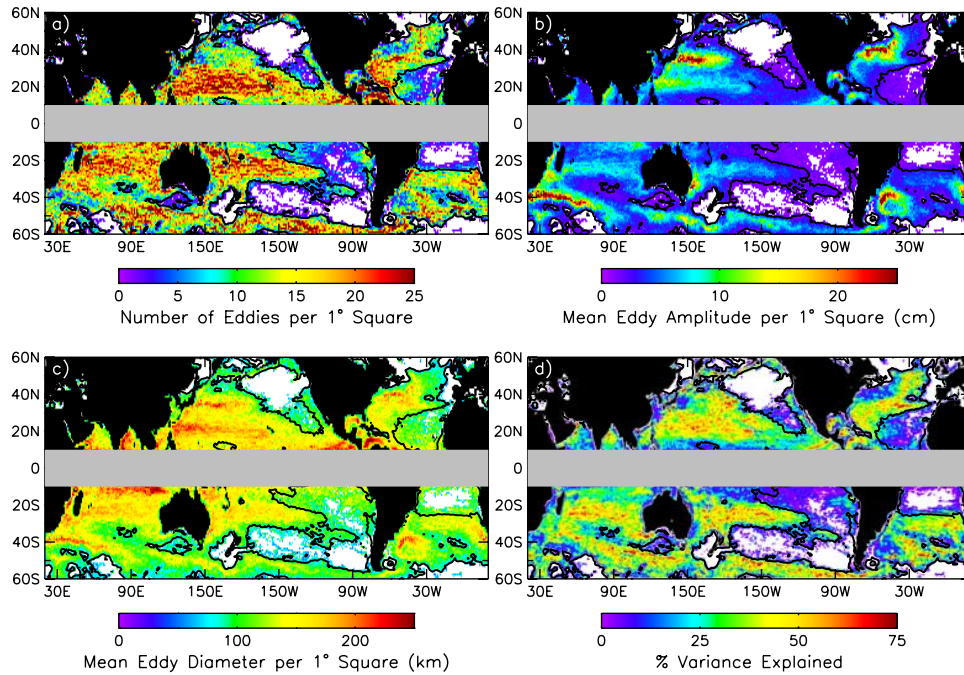 a)
60N
40N
20N
0
20S
40S
60S
30E 90E 150E 150W 90W 30W
0 5 10 15 20 25
Number of Eddies per 1° Square
b)
60N
40N
20N
0
20S
40S
60S
30E 90E 150E 150W 90W 30W
0 10 20
Mean Eddy Amplitude per 1° Square (cm)
c)
60N
40N
20N
0
20S
40S
60S
30E 90E 150E 150W 90W 30W
0 100 200
Mean Eddy Diameter per 1° Square (km)
d)
60N
40N
20N
0
20S
40S
60S
30E 90E 150E 150W 90W 30W
0 25 50 75
% Variance Explained